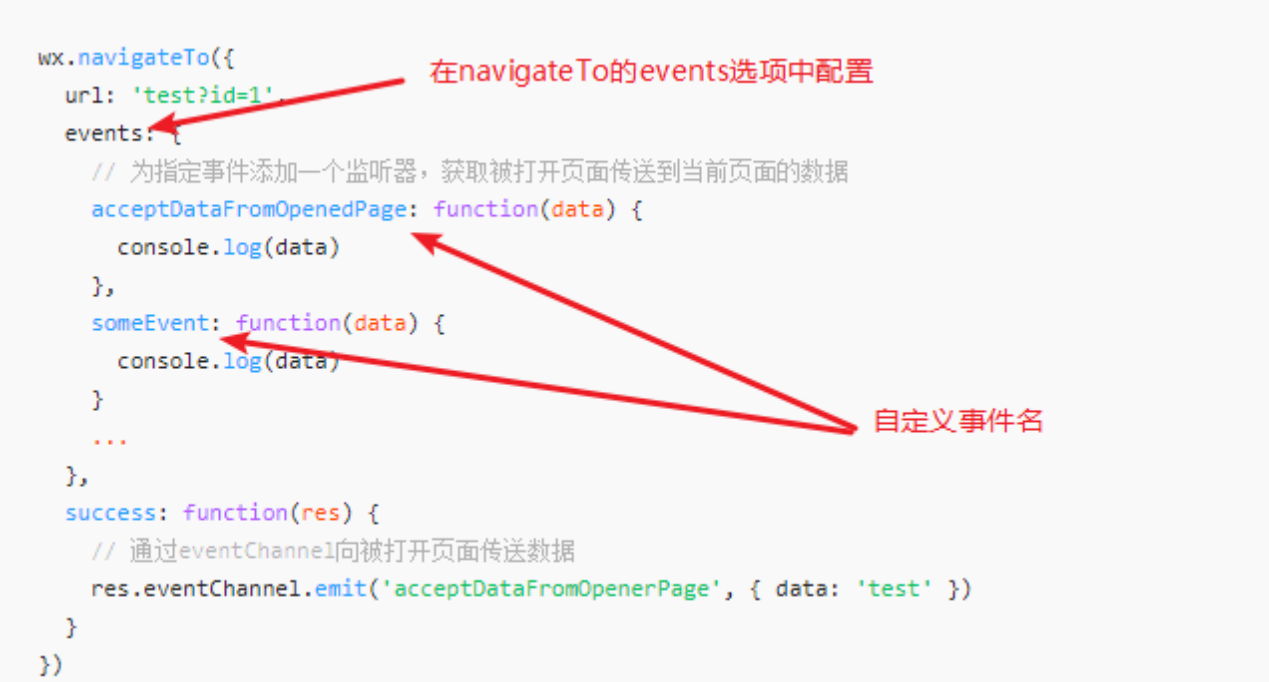 wx.navigateTo({
在navigateTo的events选项中配置
url: 'test?id=1',
events: {
// 为指定事件添加一个监听器，获取被打开页面传送到当前页面的数据
acceptDataFromOpenedPage: function(data) {
console.log(data)
},
someEvent: function(data) {
console.log(data)
}
自定义事件名
...
},
success: function(res) {
// 通过eventChannel向被打开页面传送数据
res.eventChannel.emit('acceptDataFromOpenerPage', { data: 'test' })
}
})